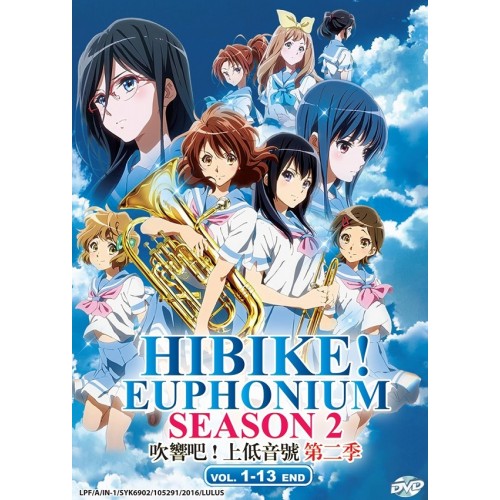 HIBIKE!
EUPHONIUM
SEASON 2
吹響吧！上低音號 第二季
VOL. 1-13 END
LPF/A/IN-1/SYK6902/105291/2016/LULUS
DVD